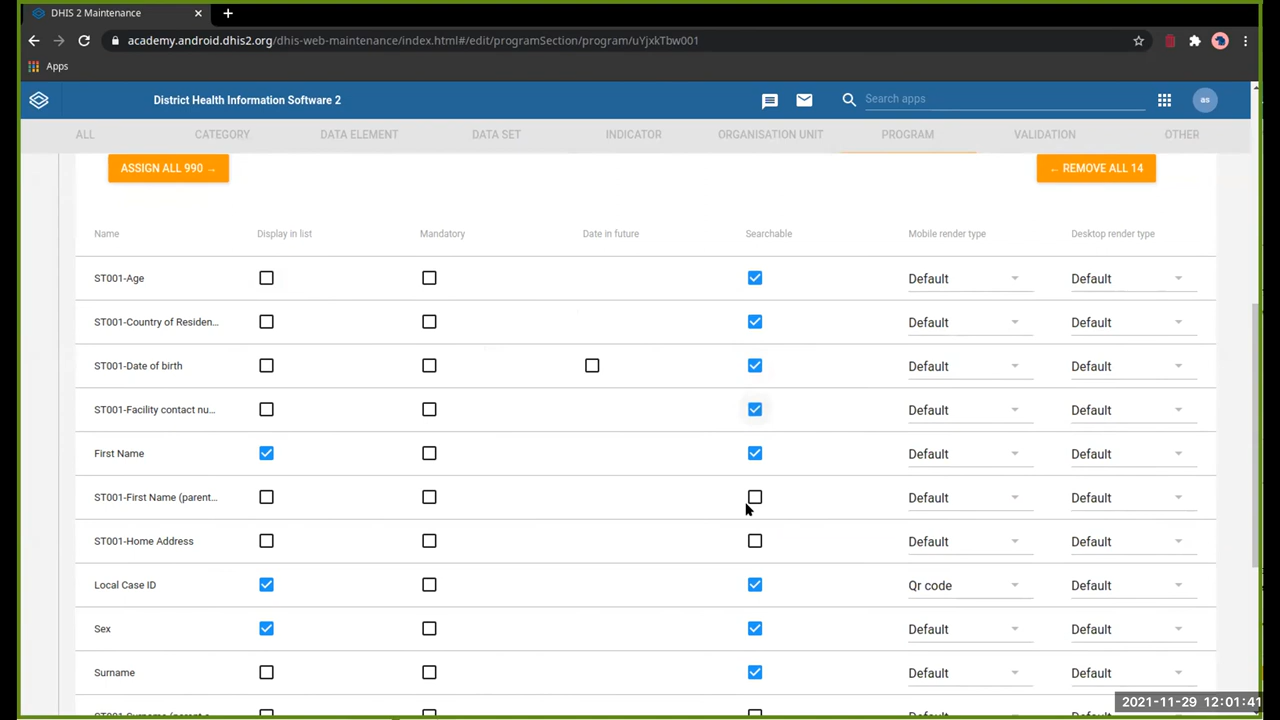 DHIS 2 Maintenance
academy.android.dhis2.org/dhis-web-maintenance/index.html#/edit/programSection/program/uYjxkTbw001
Apps
District Health Information Software 2
Search apps
as
ALL CATEGORY DATA ELEMENT DATA SET INDICATOR ORGANISATION UNIT PROGRAM VALIDATION OTHER
ASSIGN ALL 990 → ← REMOVE ALL 14
Name Display in list Mandatory Date in future Searchable Mobile render type Desktop render type
ST001-Age Default Default
ST001-Country of Residen... Default Default
ST001-Date of birth Default Default
ST001-Facility contact nu... Default Default
First Name Default Default
ST001-First Name (parent... Default Default
ST001-Home Address Default Default
Local Case ID Qr code Default
Sex Default Default
Surname Default Default
2021-11-29 12:01:41